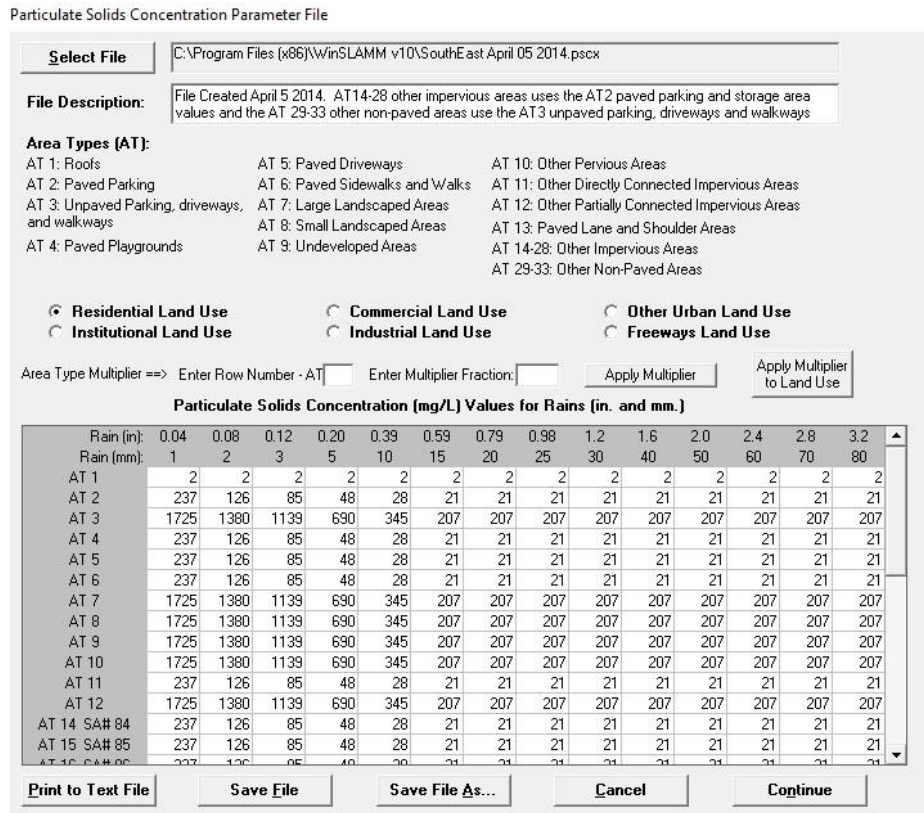 Particulate Solids Concentration Parameter File
Select File C:\Program Files (x86)\WinSLAMM v10\SouthEast April 05 2014.pscx
File Description: File Created April 5 2014. AT14-28 other impervious areas uses the AT2 paved parking and storage area
values and the AT 29-33 other non-paved areas use the AT3 unpaved parking, driveways and walkways
Area Types (AT):
AT 1: Roofs AT 5: Paved Driveways AT 10: Other Pervious Areas
AT 2: Paved Parking AT 6: Paved Sidewalks and Walks AT 11: Other Directly Connected Impervious Areas
AT 3: Unpaved Parking, driveways, AT 7: Large Landscaped Areas AT 12: Other Partially Connected Impervious Areas
and walkways AT 8: Small Landscaped Areas AT 13: Paved Lane and Shoulder Areas
AT 4: Paved Playgrounds AT 9: Undeveloped Areas AT 14-28: Other Impervious Areas
AT 29-33: Other Non-Paved Areas
Residential Land Use Commercial Land Use Other Urban Land Use
Institutional Land Use Industrial Land Use Freeways Land Use
Area Type Multiplier ==> Enter Row Number - AT Enter Multiplier Fraction: Apply Multiplier Apply Multiplier
to Land Use
Particulate Solids Concentration (mg/L) Values for Rains (in. and mm.)
Rain (in): 0.04 0.08 0.12 0.20 0.39 0.59 0.79 0.98 1.2 1.6 2.0 2.4 2.8 3.2
Rain (mm): 1 2 3 5 10 15 20 25 30 40 50 60 70 80
AT 1 2 2 2 2 2 2 2 2 2 2 2 2 2 2
AT 2 237 126 85 48 28 21 21 21 21 21 21 21 21 21
AT 3 1725 1380 1139 690 345 207 207 207 207 207 207 207 207 207
AT 4 237 126 85 48 28 21 21 21 21 21 21 21 21 21
AT 5 237 126 85 48 28 21 21 21 21 21 21 21 21 21
AT 6 237 126 85 48 28 21 21 21 21 21 21 21 21 21
AT 7 1725 1380 1139 690 345 207 207 207 207 207 207 207 207 207
AT 8 1725 1380 1139 690 345 207 207 207 207 207 207 207 207 207
AT 9 1725 1380 1139 690 345 207 207 207 207 207 207 207 207 207
AT 10 1725 1380 1139 690 345 207 207 207 207 207 207 207 207 207
AT 11 237 126 85 48 28 21 21 21 21 21 21 21 21 21
AT 12 1725 1380 1139 690 345 207 207 207 207 207 207 207 207 207
AT 14 SA# 84 237 126 85 48 28 21 21 21 21 21 21 21 21 21
AT 15 SA# 85 237 126 85 48 28 21 21 21 21 21 21 21 21 21
Print to Text File Save File Save File As... Cancel Continue